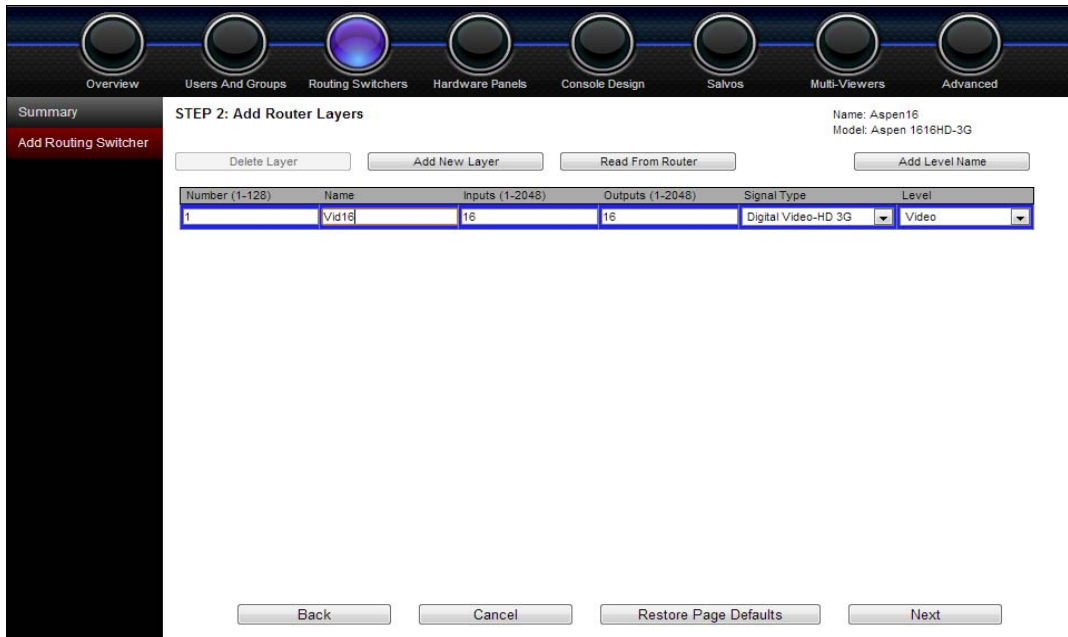 Overview Users And Groups Routing Switchers Hardware Panels Console Design Salvos Multi-Viewers Advanced
Summary
Add Routing Switcher
STEP 2: Add Router Layers
Name: Aspen16
Model: Aspen 1616HD-3G
Delete Layer Add New Layer Read From Router Add Level Name
Number (1-128) Name Inputs (1-2048) Outputs (1-2048) Signal Type Level
1 Vid16 16 16 Digital Video-HD 3G Video
Back Cancel Restore Page Defaults Next